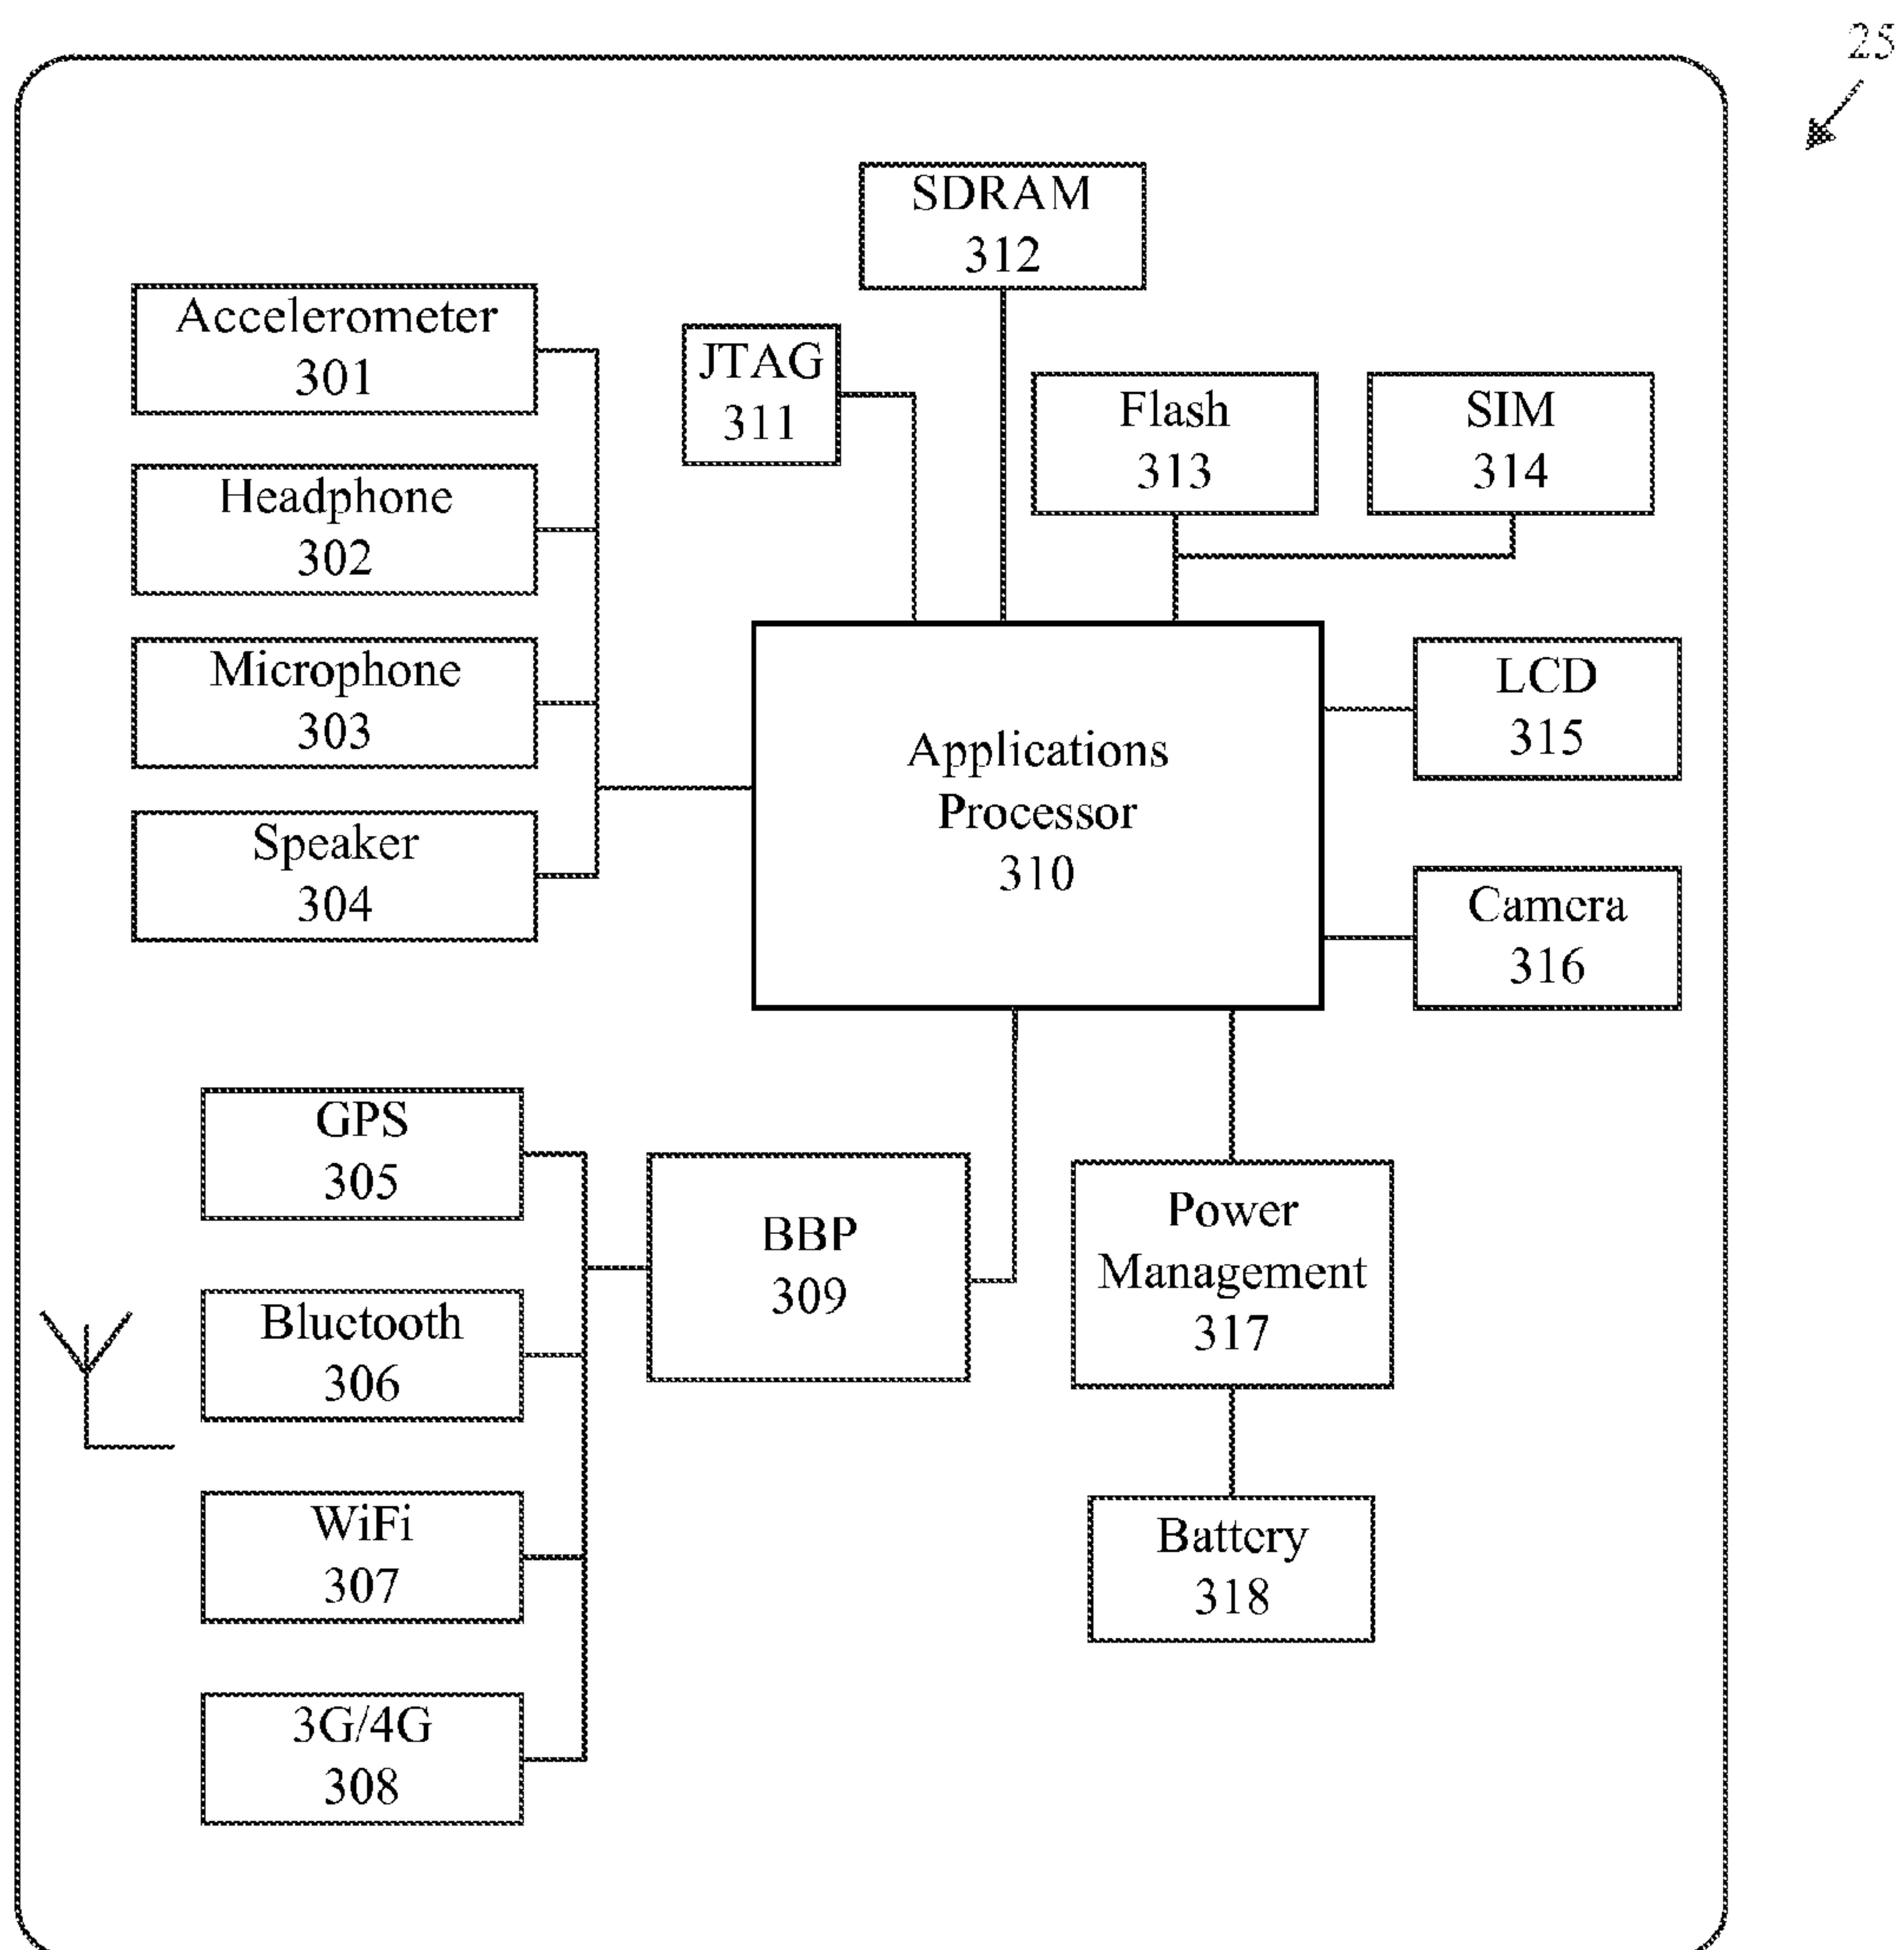 25
SDRAM
312
Accelerometer
301
JTAG
311
Flash
313
SIM
314
Headphone
302
Microphone
303
LCD
315
Applications
Processor
310
Speaker
304
Camera
316
GPS
305
BBP
309
Power
Management
317
Bluetooth
306
WiFi
307
Battery
318
3G/4G
308